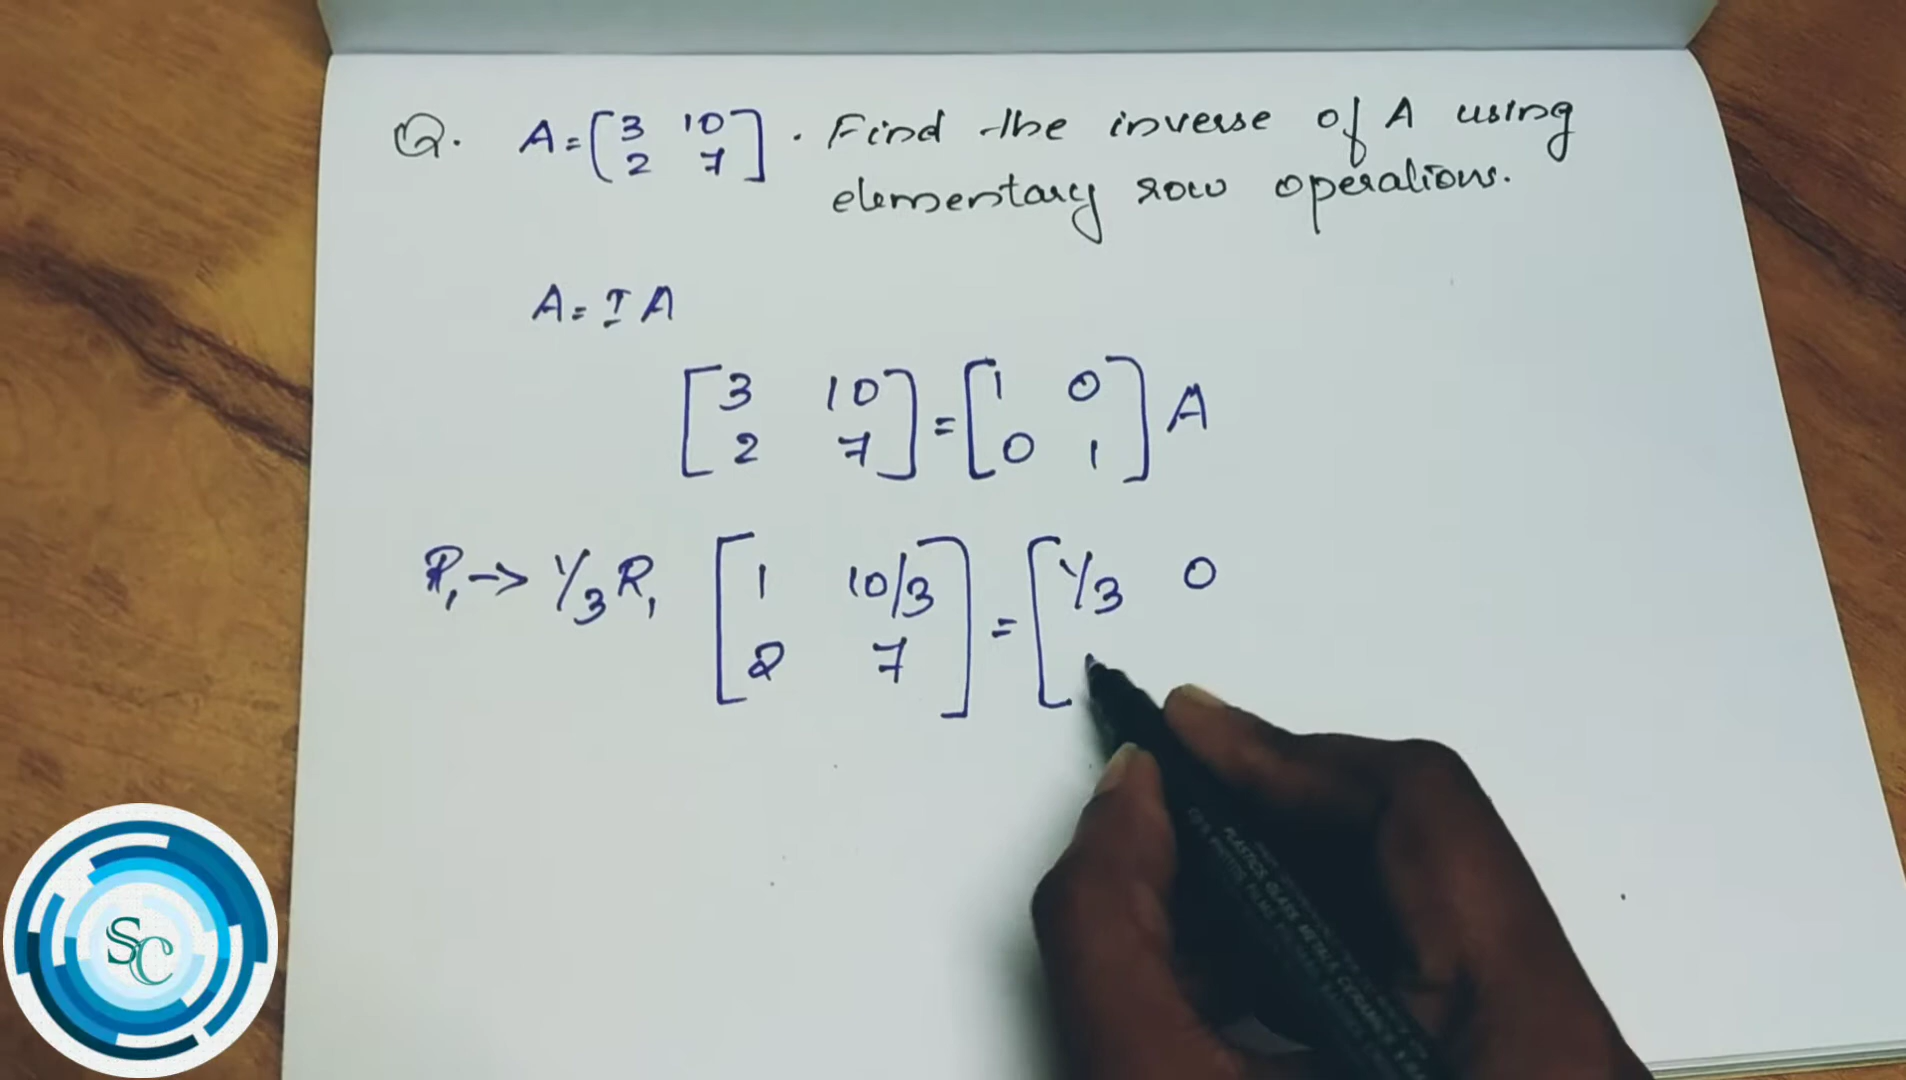 Q. A = [3 10 2 7] . Find the inverse of A using
elementary row operations.
A = I A
[3 10 2 7] = [1 0 0 1] A
R₁ -> 1/3 R₁ [1 10/3 2 7] = [1/3 0
SC